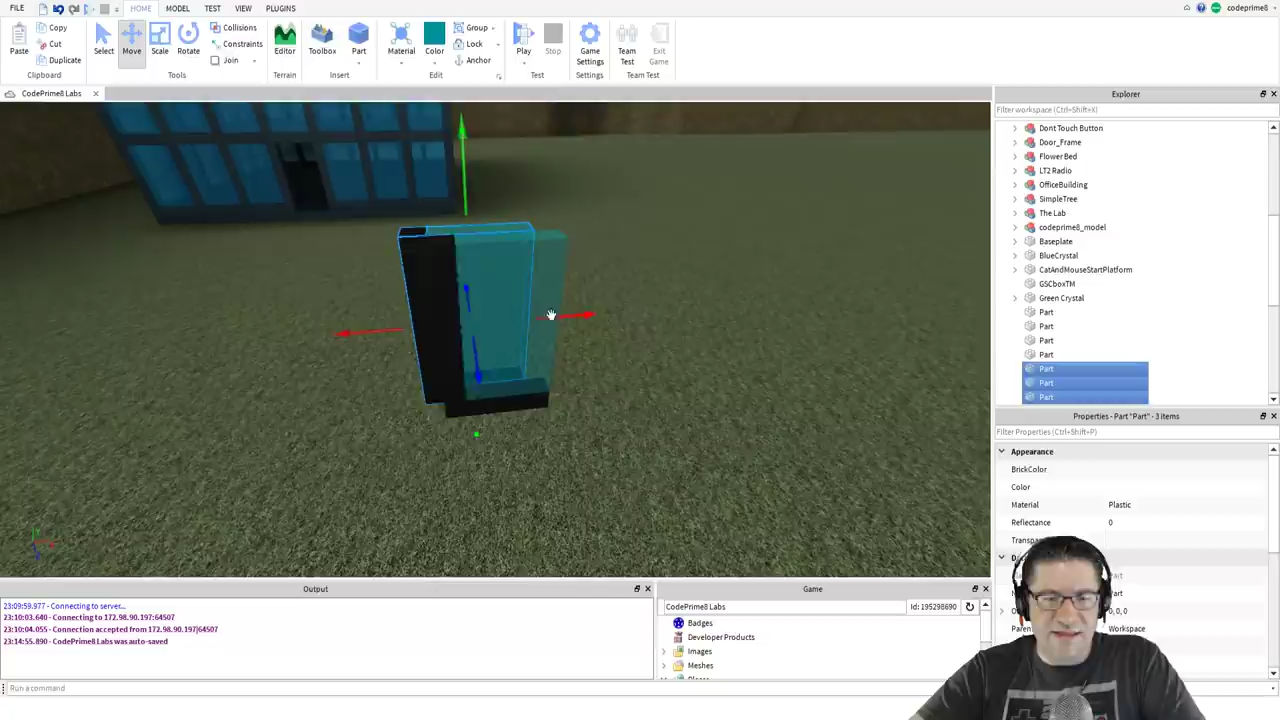 FILE HOME MODEL TEST VIEW PLUGINS codeprime8
Paste Copy Cut Duplicate Select Move Scale Rotate Collisions Constraints Join Editor Toolbox Part Material Color Group Lock Anchor Play Stop Game Settings Team Test Exit Game
Clipboard Tools Terrain Insert Edit Test Settings Team Test
CodePrime8 Labs
Explorer
Filter workspace (Ctrl+Shift+X)
Dont Touch Button
Door_Frame
Flower Bed
LT2 Radio
OfficeBuilding
SimpleTree
The Lab
codeprime8_model
Baseplate
BlueCrystal
CatAndMouseStartPlatform
GSCboxTM
Green Crystal
Part
Part
Part
Part
Part
Part
Part
Properties - Part "Part" - 3 items
Filter Properties (Ctrl+Shift+P)
Appearance
BrickColor
Color
Material Plastic
Reflectance 0
Part
0, 0, 0
Workspace
Output
23:09:59.977 - Connecting to server...
23:10:03.640 - Connecting to 172.98.90.197:64507
23:10:04.055 - Connection accepted from 172.98.90.197|64507
23:14:55.890 - CodePrime8 Labs was auto-saved
Game
CodePrime8 Labs Id: 195298690
Badges
Developer Products
Images
Meshes
Run a command